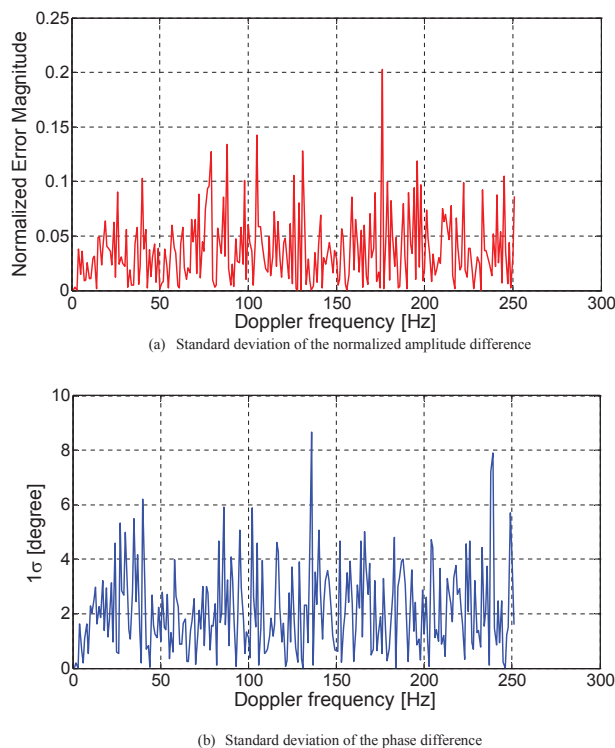 0.25
0.2
0.15
0.1
0.05
0
Normalized Error Magnitude
0 50 100 150 200 250 300
Doppler frequency [Hz]
(a) Standard deviation of the normalized amplitude difference
10
8
6
4
2
0
1σ [degree]
0 50 100 150 200 250 300
Doppler frequency [Hz]
(b) Standard deviation of the phase difference